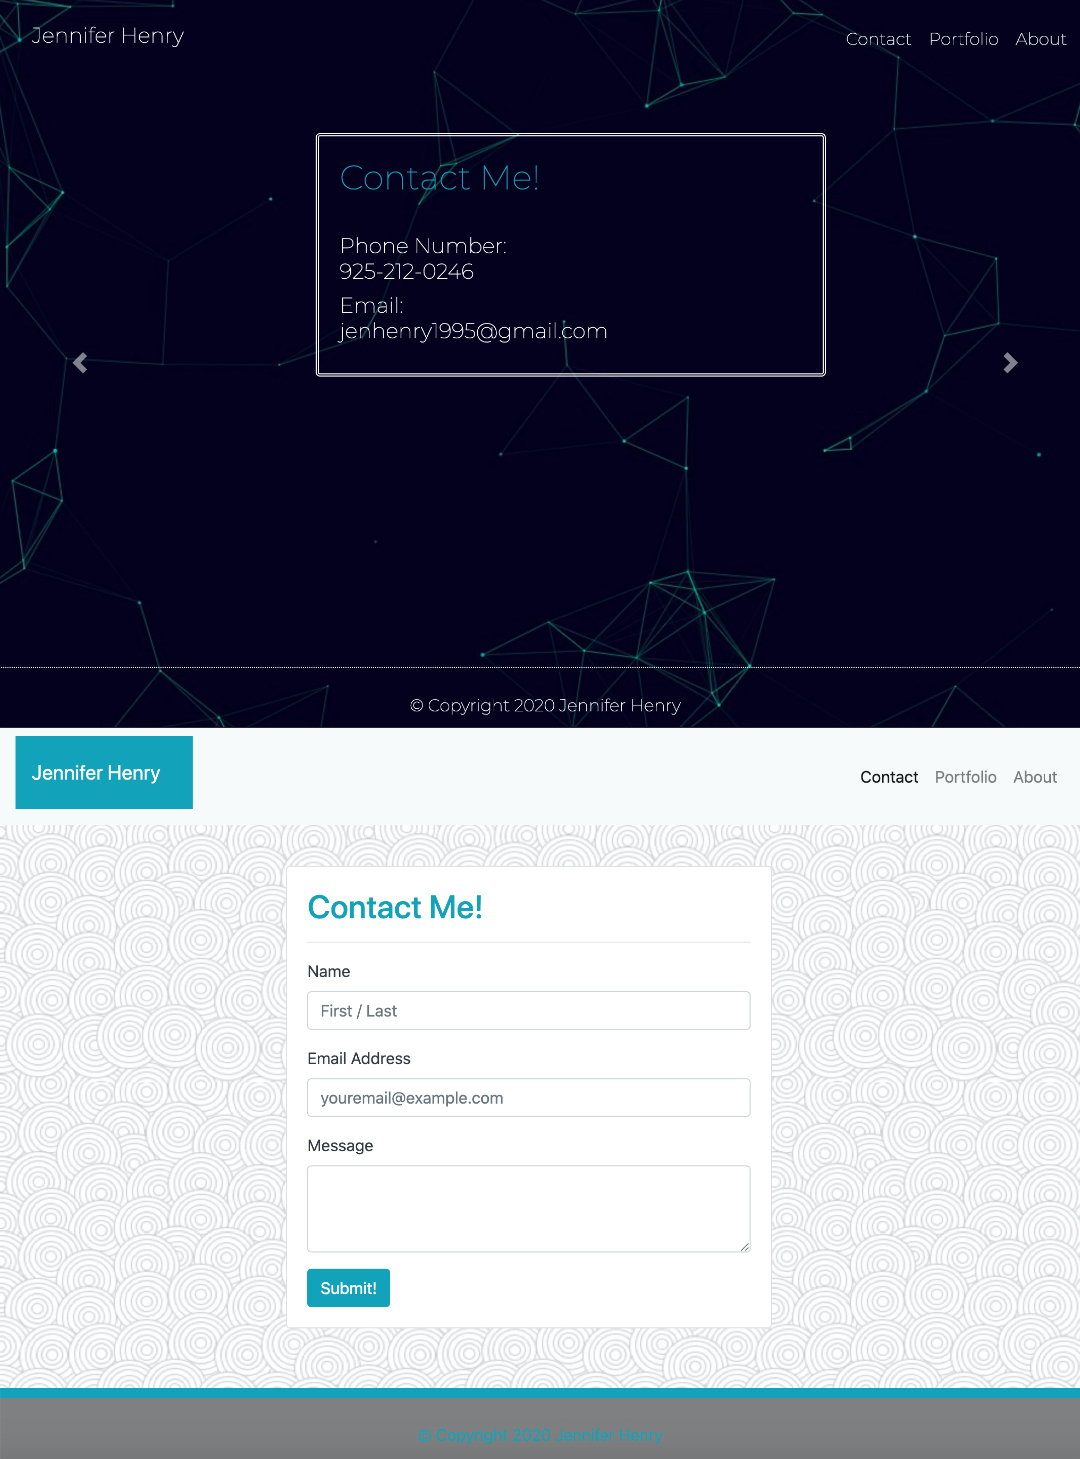 Jennifer Henry
Contact Portfolio About
Contact Me!
Phone Number:
925-212-0246
Email:
jenhenry1995@gmail.com
© Copyright 2020 Jennifer Henry
Jennifer Henry
Contact Portfolio About
Contact Me!
Name
First / Last
Email Address
youremail@example.com
Message
Submit!
© Copyright 2020 Jennifer Henry